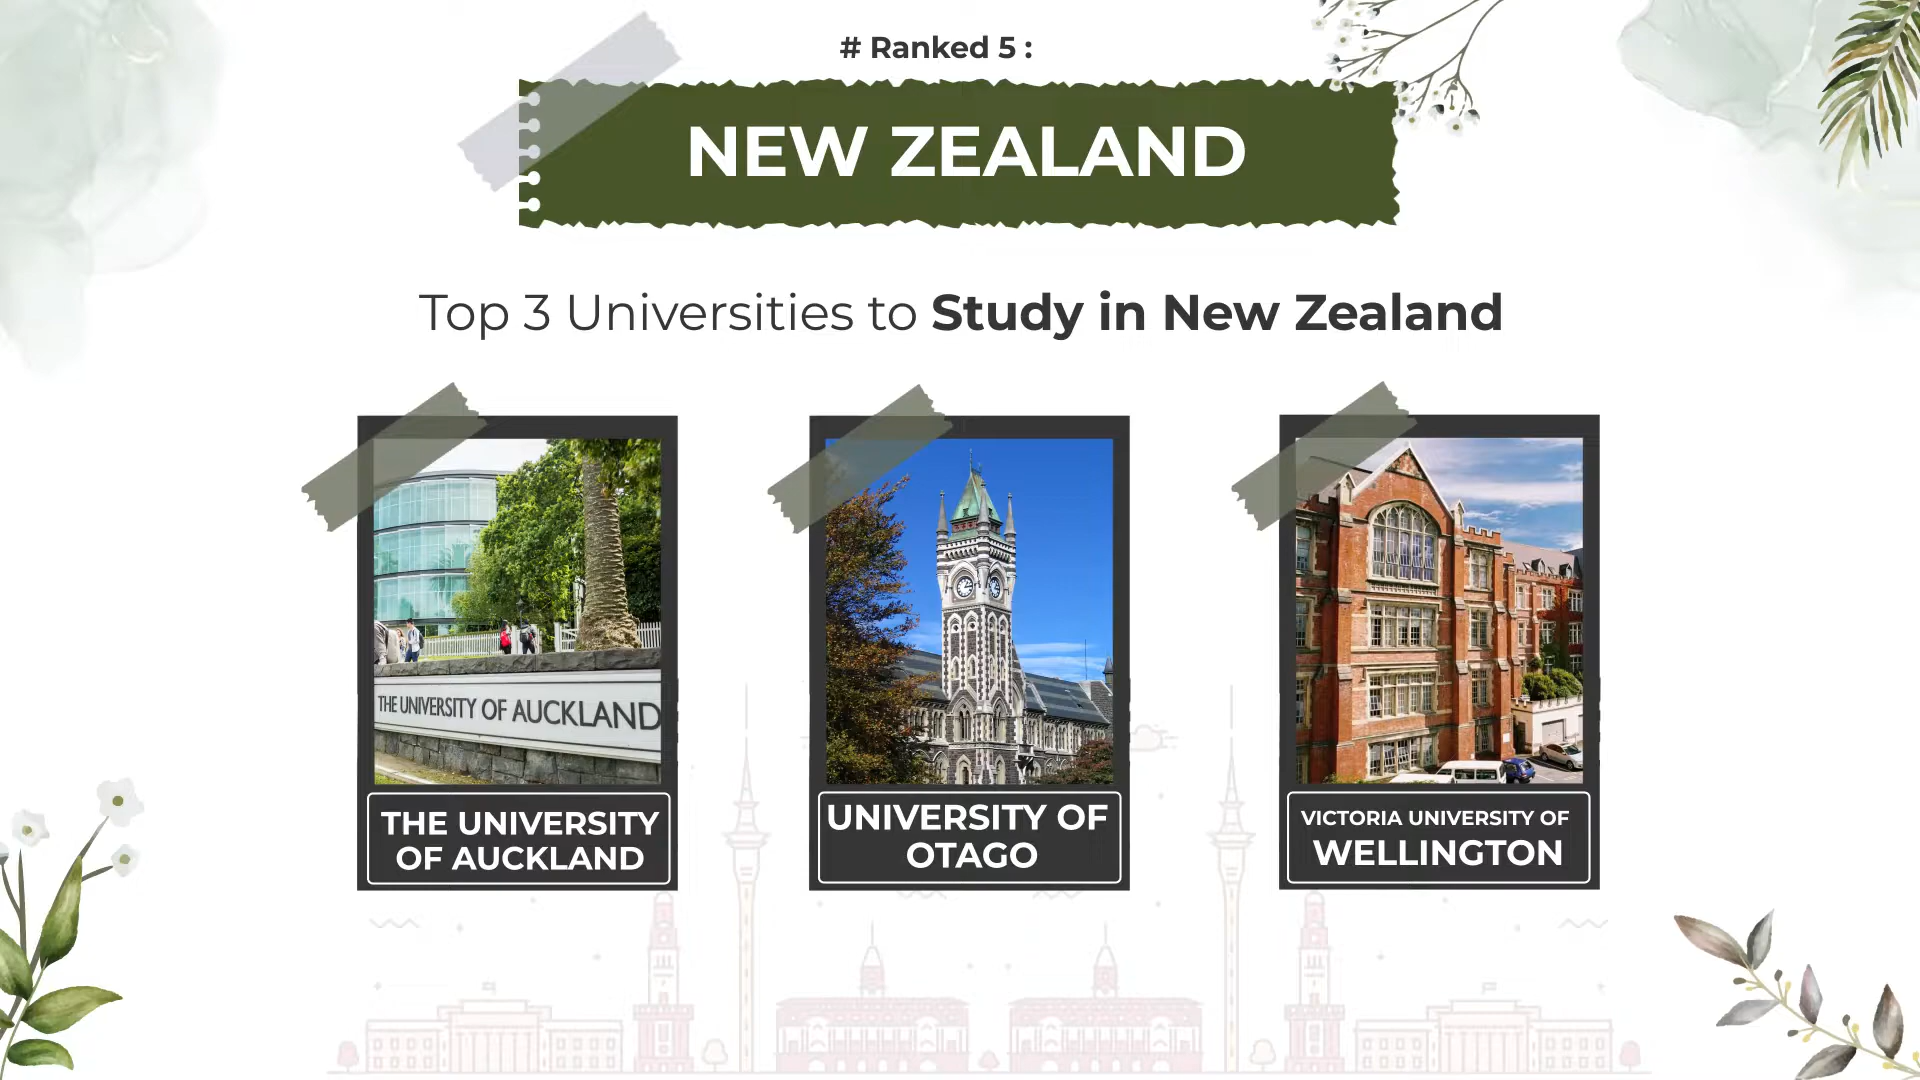 # Ranked 5 :
NEW ZEALAND
Top 3 Universities to Study in New Zealand
THE UNIVERSITY OF AUCKLAND
THE UNIVERSITY
OF AUCKLAND
UNIVERSITY OF
OTAGO
VICTORIA UNIVERSITY OF
WELLINGTON